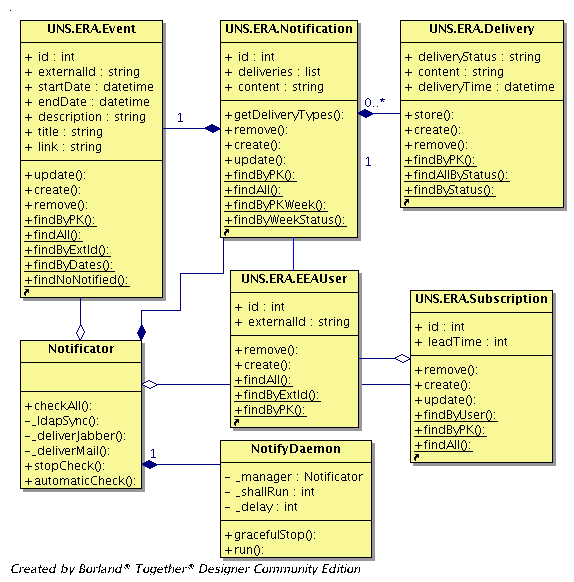 UNS.ERA.Event
+ id : int
+ externalId : string
+ startDate : datetime
+ endDate : datetime
+ description : string
+ title : string
+ link : string
+update():
+create():
+remove():
+findByPK():
+findAll():
+findByExtId():
+findByDates():
+findNoNotified():
UNS.ERA.Notification
+ id : int
+ deliveries : list
+ content : string
+getDeliveryTypes():
+remove():
+create():
+update():
+findByPK():
+findAll():
+findByPKWeek():
+findByWeekStatus():
UNS.ERA.Delivery
+ deliveryStatus : string
+ content : string
+ deliveryTime : datetime
+store():
+create():
+remove():
+findByPK():
+findAllByStatus():
+findByStatus():
1
0..*
1
UNS.ERA.EEAUser
+ id : int
+ externalId : string
+remove():
+create():
+findAll():
+findByExtId():
+findByPK():
UNS.ERA.Subscription
+ id : int
+ leadTime : int
+remove():
+create():
+update():
+findByUser():
+findByPK():
+findAll():
Notificator
+checkAll():
-_ldapSync():
-_deliverJabber():
-_deliverMail():
+stopCheck():
+automaticCheck():
1
NotifyDaemon
- _manager : Notificator
- _shallRun : int
- _delay : int
+gracefulStop():
+run():
Created by Borland® Together® Designer Community Edition